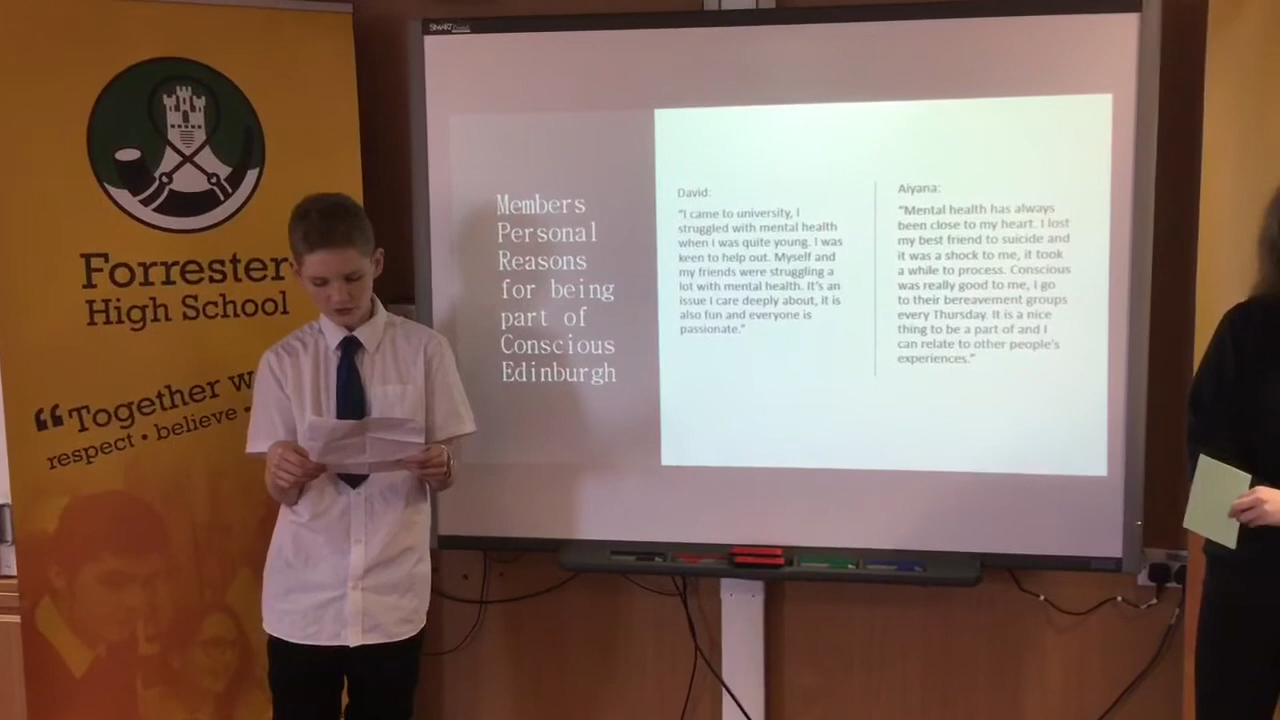 SMART
Forrester
High School
“Together w
respect • believe -
Members
Personal
Reasons
for being
part of
Conscious
Edinburgh
David:
“I came to university, I
struggled with mental health
when I was quite young. I was
keen to help out. Myself and
my friends were struggling a
lot with mental health. It’s an
issue I care deeply about, it is
also fun and everyone is
passionate.”
Aiyana:
“Mental health has always
been close to my heart. I lost
my best friend to suicide and
it was a shock to me, it took
a while to process. Conscious
was really good to me, I go
to their bereavement groups
every Thursday. It is a nice
thing to be a part of and I
can relate to other people’s
experiences.”